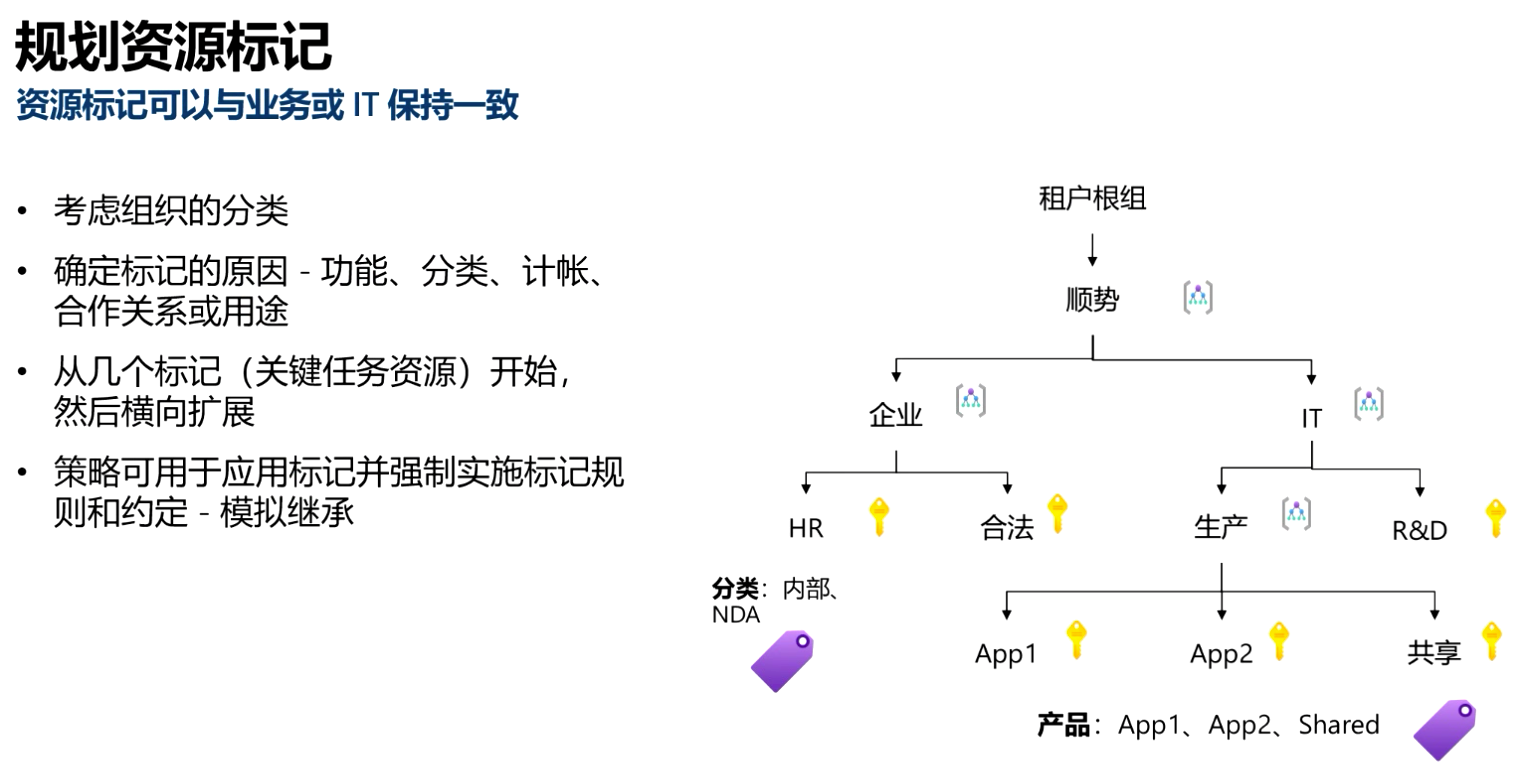 规划资源标记
资源标记可以与业务或 IT 保持一致
• 考虑组织的分类
• 确定标记的原因 - 功能、分类、计帐、
合作关系或用途
• 从几个标记（关键任务资源）开始，
然后横向扩展
• 策略可用于应用标记并强制实施标记规
则和约定 - 模拟继承
租户根组
顺势
企业
IT
HR
合法
生产
R&D
分类：内部、
NDA
App1
App2
共享
产品：App1、App2、Shared